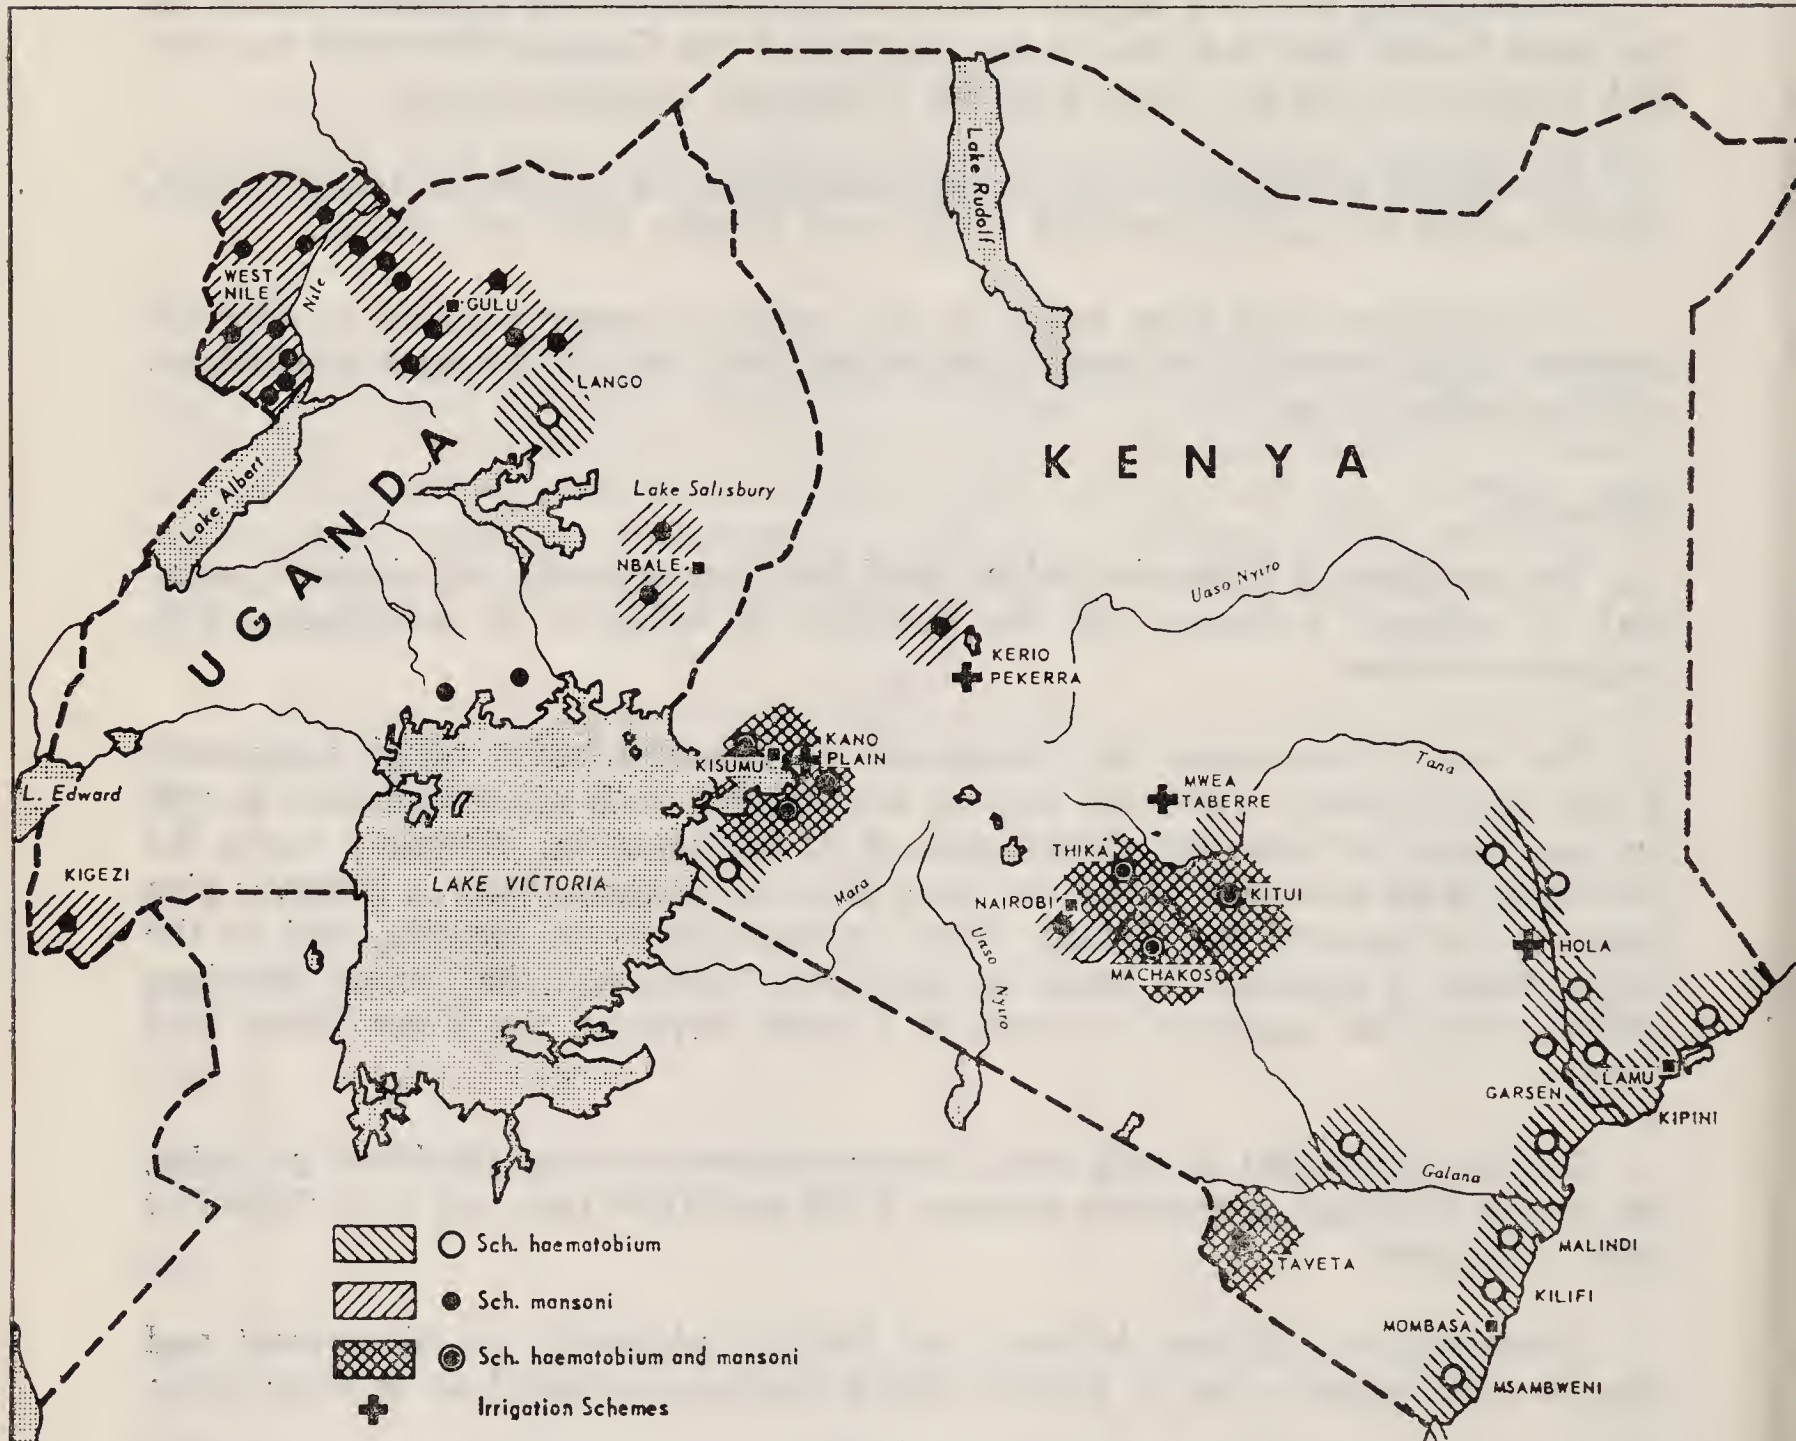 Lake Rudolf
WEST
NILE
Nile
GULU
LANGO
KENYA
UGANDA
Lake Albert
Lake Salisbury
NBALE
Uaso Nyiro
KERIO
PEKERRA
KANO
PLAIN
KISUMU
Tana
MWEA
TABERRE
L. Edward
THIKA
KIGEZI
LAKE VICTORIA
Mara
NAIROBI
KITUI
Uaso Nyiro
HOLA
MACHAKOS
GARSEN
LAMU
KIPINI
Galana
MALINDI
TAVETA
KILIFI
MOMBASA
MSAMBWENI
Sch. haematobium
Sch. mansoni
Sch. haematobium and mansoni
Irrigation Schemes